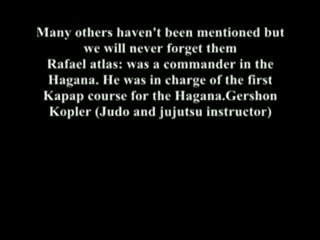 Many others haven't been mentioned but
we will never forget them
Rafael atlas: was a commander in the
Hagana. He was in charge of the first
Kapap course for the Hagana.Gershon
Kopler (Judo and jujutsu instructor)